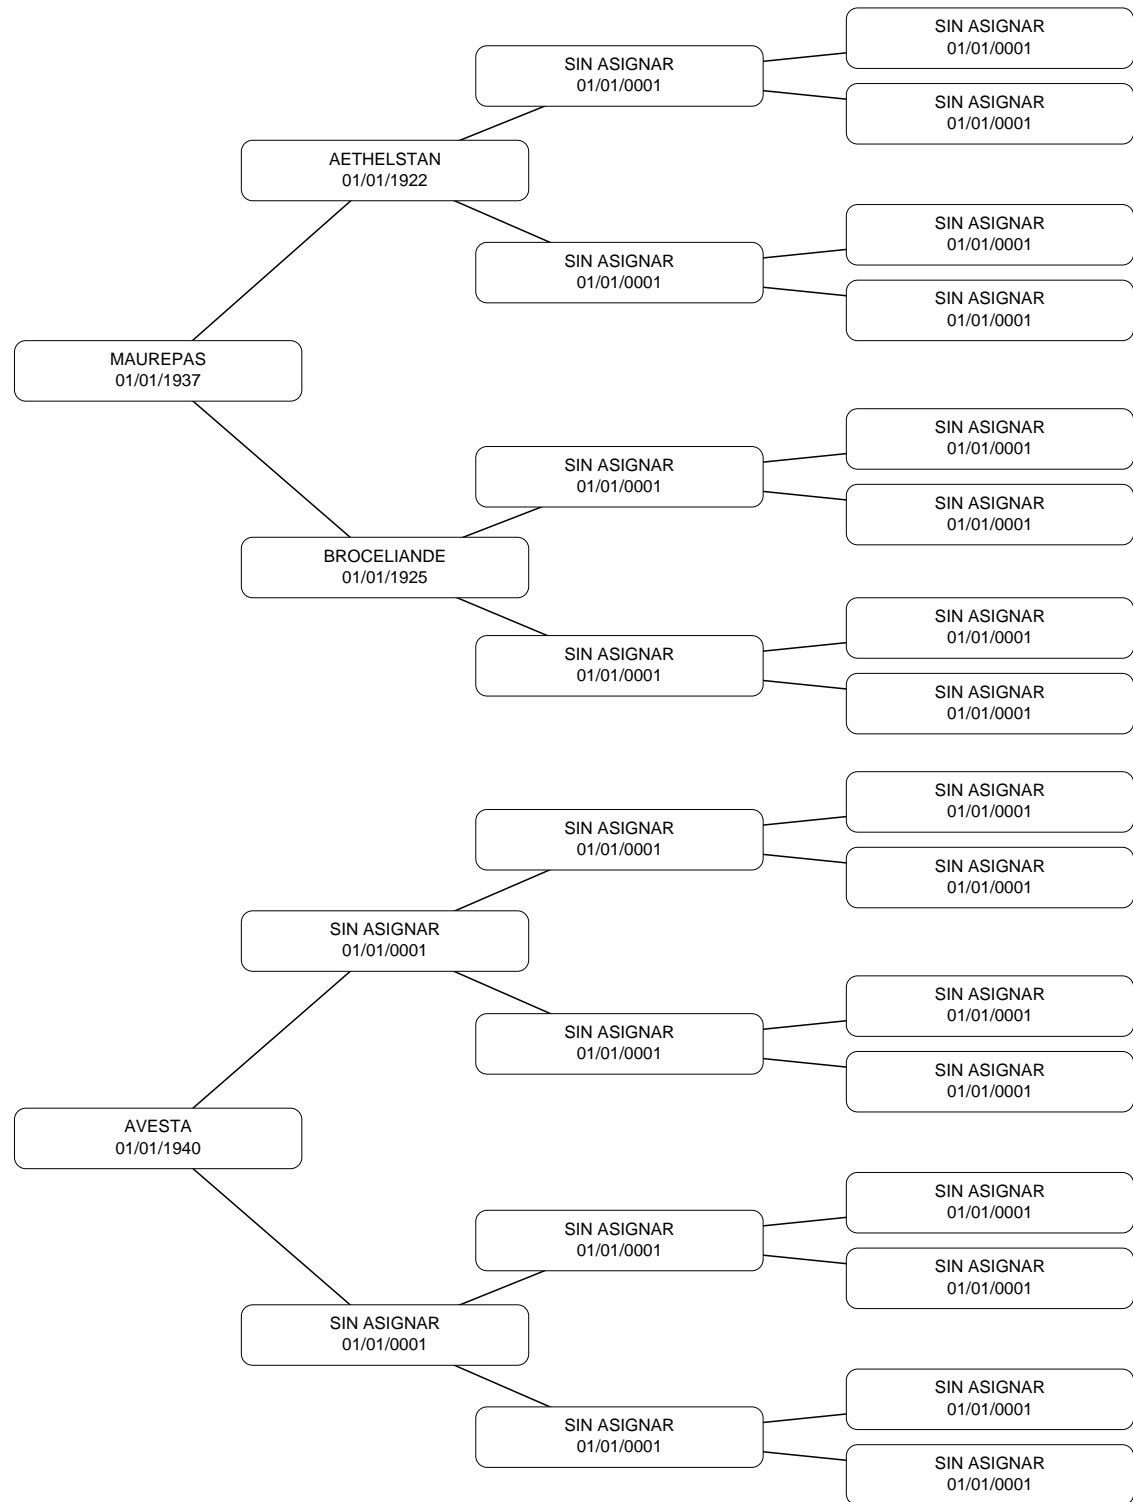 MAUREPAS
01/01/1937
AVESTA
01/01/1940
AETHELSTAN
01/01/1922
BROCELIANDE
01/01/1925
SIN ASIGNAR
01/01/0001
SIN ASIGNAR
01/01/0001
SIN ASIGNAR
01/01/0001
SIN ASIGNAR
01/01/0001
SIN ASIGNAR
01/01/0001
SIN ASIGNAR
01/01/0001
SIN ASIGNAR
01/01/0001
SIN ASIGNAR
01/01/0001
SIN ASIGNAR
01/01/0001
SIN ASIGNAR
01/01/0001
SIN ASIGNAR
01/01/0001
SIN ASIGNAR
01/01/0001
SIN ASIGNAR
01/01/0001
SIN ASIGNAR
01/01/0001
SIN ASIGNAR
01/01/0001
SIN ASIGNAR
01/01/0001
SIN ASIGNAR
01/01/0001
SIN ASIGNAR
01/01/0001
SIN ASIGNAR
01/01/0001
SIN ASIGNAR
01/01/0001
SIN ASIGNAR
01/01/0001
SIN ASIGNAR
01/01/0001
SIN ASIGNAR
01/01/0001
SIN ASIGNAR
01/01/0001
SIN ASIGNAR
01/01/0001
SIN ASIGNAR
01/01/0001